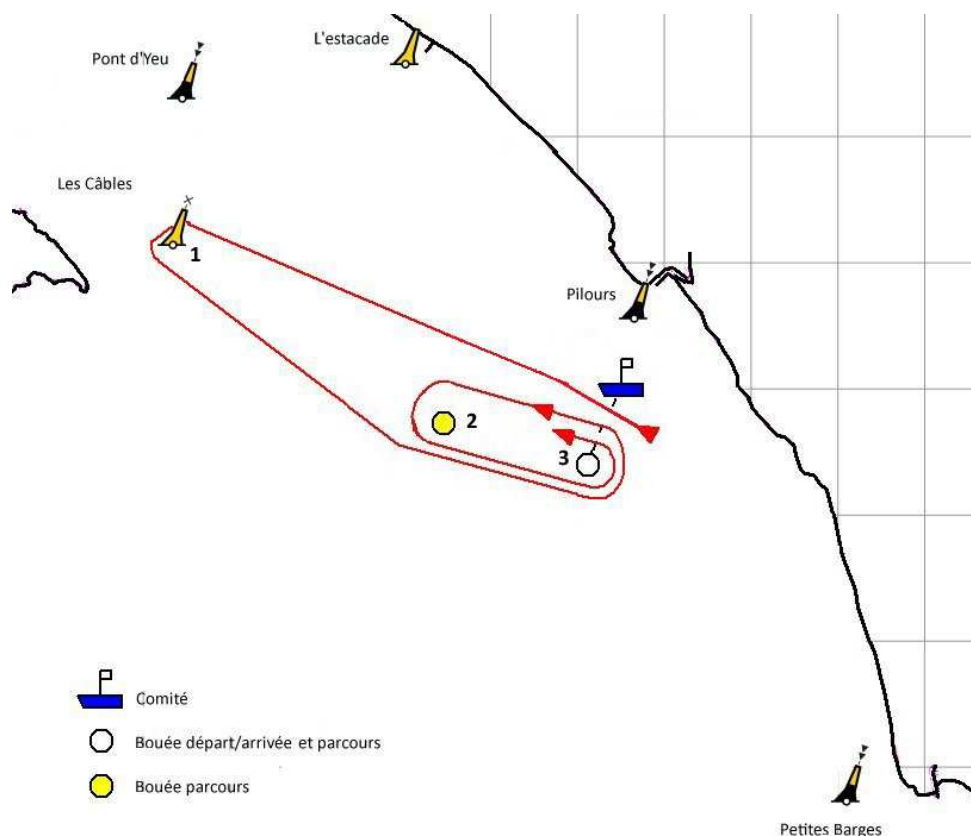 L'estacade
Pont d'Yeu
Les Câbles
1
Pilours
2
3
Comité
Bouée départ/arrivée et parcours
Bouée parcours
Petites Barges